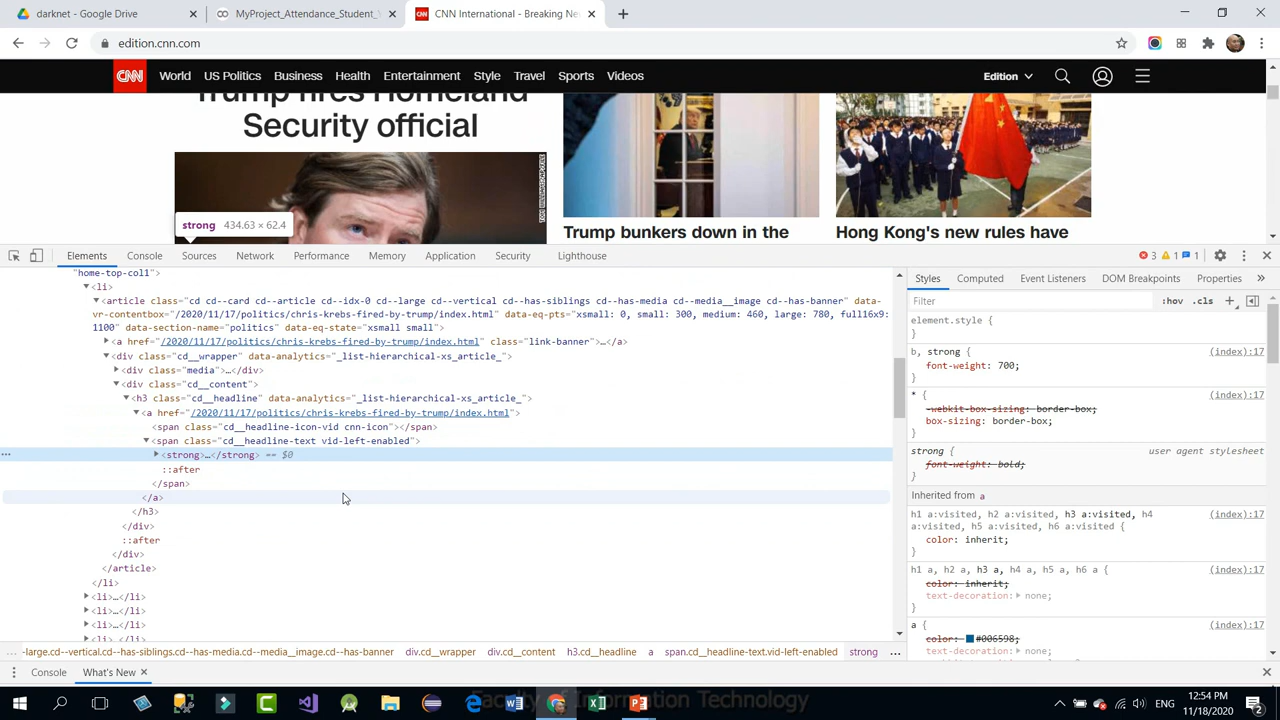 darknet - Google Drive
MyProject_Attendance_Student_
CNN International - Breaking Ne
edition.cnn.com
CNN World US Politics Business Health Entertainment Style Travel Sports Videos Edition
Trump fires Homeland
Security official
strong 434.63 × 62.4
Trump bunkers down in the
Hong Kong's new rules have
Elements Console Sources Network Performance Memory Application Security Lighthouse 3 1 1
"home-top-col1">
<li>
<article class="cd cd--card cd--article cd--idx-0 cd--large cd--vertical cd--has-siblings cd--has-media cd--media__image cd--has-banner" data-
vr-contentbox="/2020/11/17/politics/chris-krebs-fired-by-trump/index.html" data-eq-pts="xsmall: 0, small: 300, medium: 460, large: 780, full16x9:
1100" data-section-name="politics" data-eq-state="xsmall small">
<a href="/2020/11/17/politics/chris-krebs-fired-by-trump/index.html" class="link-banner">…</a>
<div class="cd__wrapper" data-analytics="_list-hierarchical-xs_article_">
<div class="media">…</div>
<div class="cd__content">
<h3 class="cd__headline" data-analytics="_list-hierarchical-xs_article_">
<a href="/2020/11/17/politics/chris-krebs-fired-by-trump/index.html">
<span class="cd__headline-icon-vid cnn-icon"></span>
<span class="cd__headline-text vid-left-enabled">
… <strong>…</strong> == $0
::after
</span>
</a>
</h3>
</div>
::after
</div>
</article>
</li>
<li>…</li>
<li>…</li>
<li>…</li>
<li>…</li>
… -large.cd--vertical.cd--has-siblings.cd--has-media.cd--media__image.cd--has-banner div.cd__wrapper div.cd__content h3.cd__headline a span.cd__headline-text.vid-left-enabled strong …
Styles Computed Event Listeners DOM Breakpoints Properties »
Filter :hov .cls +
element.style {
}
b, strong { (index):17
font-weight: 700;
}
* { (index):17
-webkit-box-sizing: border-box;
box-sizing: border-box;
}
strong { user agent stylesheet
font-weight: bold;
}
Inherited from a
h1 a:visited, h2 a:visited, h3 a:visited, h4 (index):17
a:visited, h5 a:visited, h6 a:visited {
color: inherit;
}
h1 a, h2 a, h3 a, h4 a, h5 a, h6 a { (index):17
color: inherit;
text-decoration: none;
}
a { (index):17
color: #006598;
Console What's New
Faculty of Information Technology
ENG
12:54 PM
11/18/2020
2